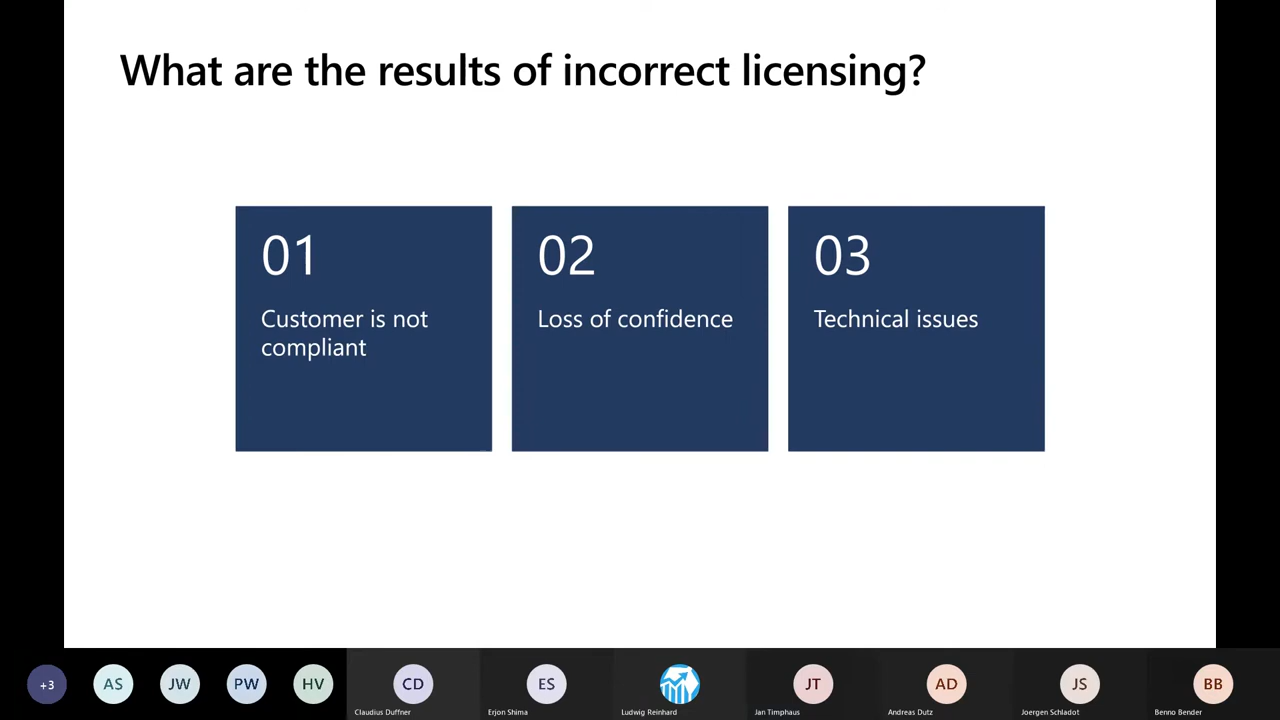 What are the results of incorrect licensing?
01
Customer is not
compliant
02
Loss of confidence
03
Technical issues
+3
AS
JW
PW
HV
CD
Claudius Duffner
ES
Erjon Shima
Ludwig Reinhard
JT
Jan Timphaus
AD
Andreas Dutz
JS
Joergen Schladot
BB
Benno Bender